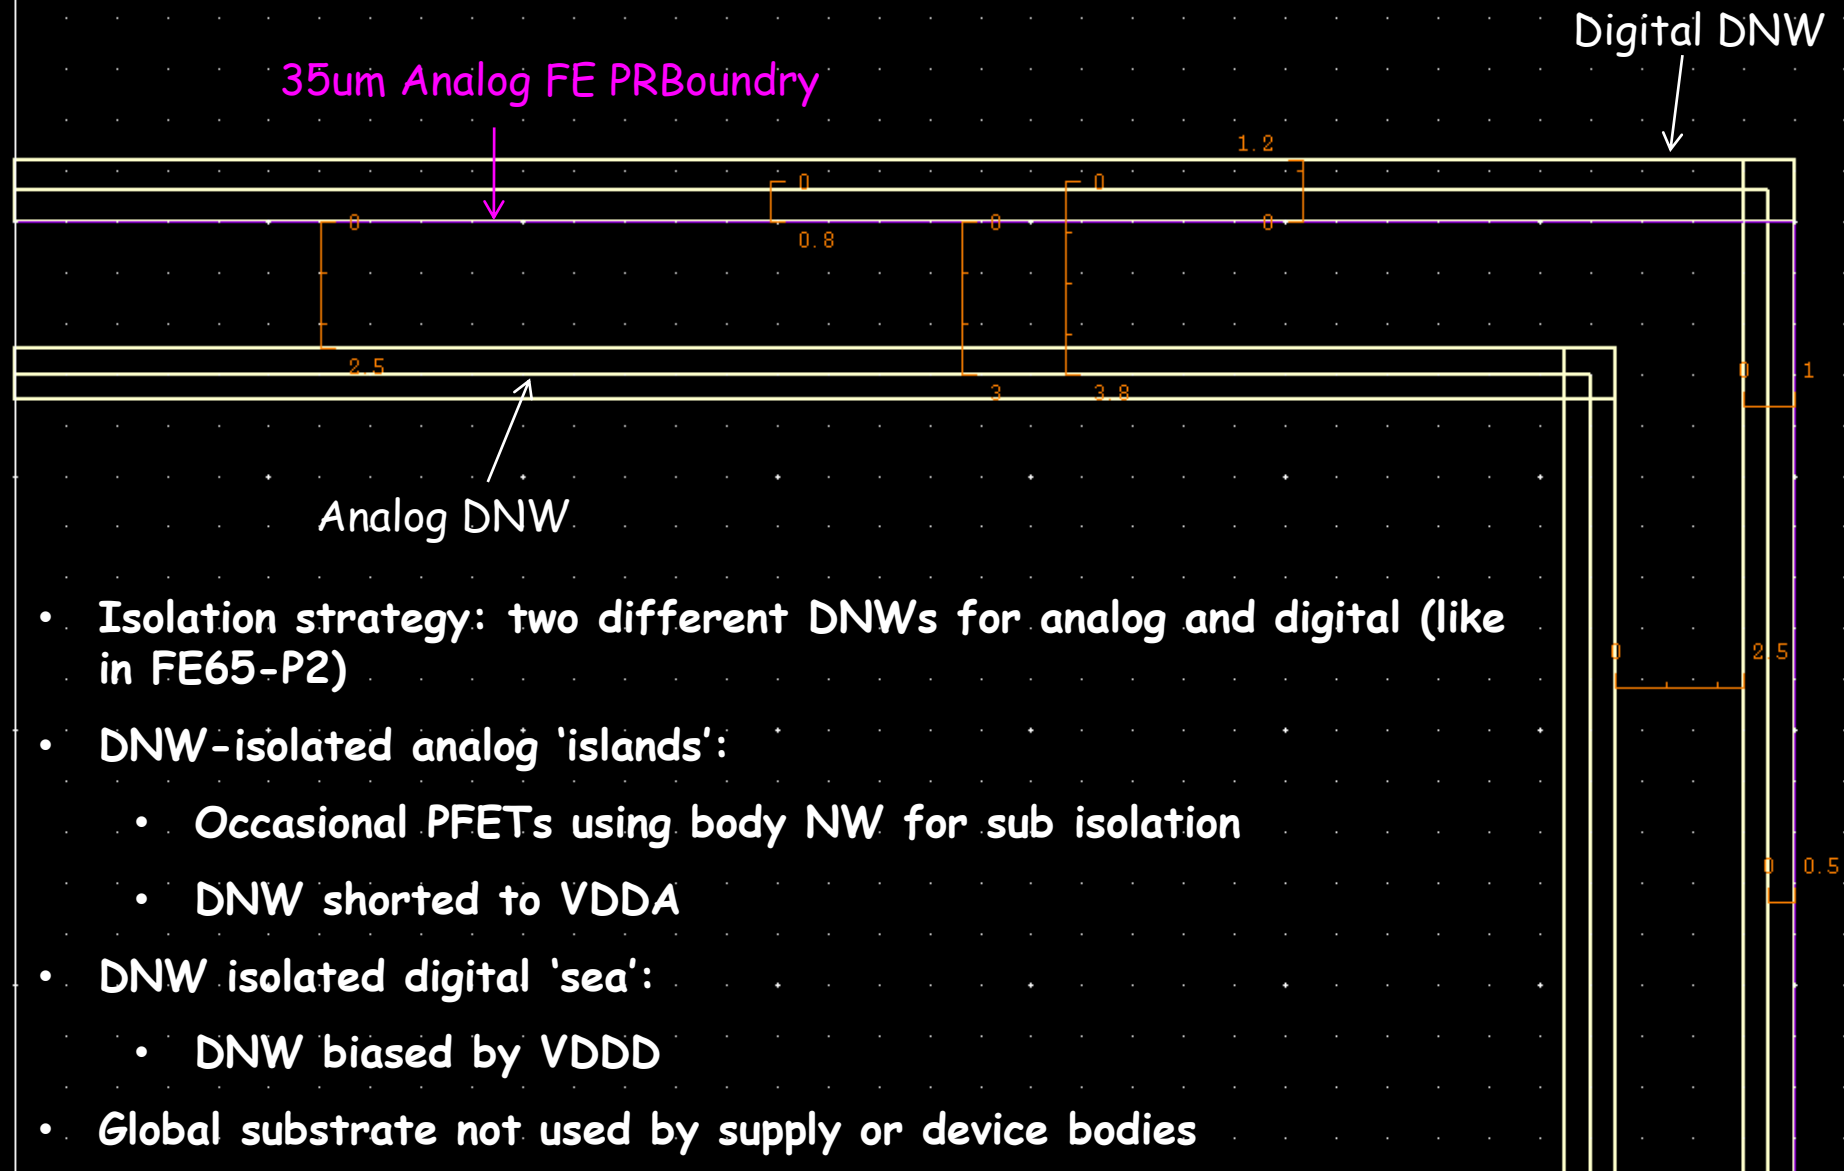 Digital DNW
35um Analog FE PRBoundry
1.2
0
0
0
0
0
0.8
2.5
3
3.8
0
1
Analog DNW
• Isolation strategy: two different DNWs for analog and digital (like
in FE65-P2)
0
2.5
• DNW-isolated analog ‘islands’:
• Occasional PFETs using body NW for sub isolation
0
0.5
• DNW shorted to VDDA
• DNW isolated digital ‘sea’:
• DNW biased by VDDD
• Global substrate not used by supply or device bodies